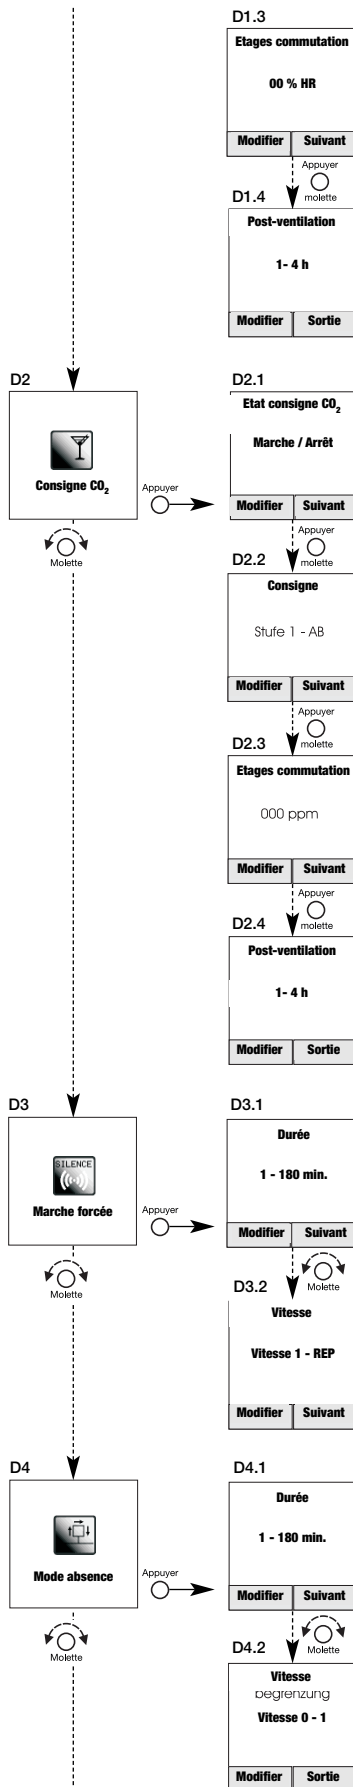 D1.3
Etages commutation
00 % HR
Modifier Suivant
Appuyer
molette
D1.4
Post-ventilation
1- 4 h
Modifier Sortie
D2
Consigne CO2
Appuyer
Molette
D2.1
Etat consigne CO2
Marche / Arrêt
Modifier Suivant
Appuyer
molette
D2.2
Consigne
Stufe 1 - AB
Modifier Suivant
Appuyer
molette
D2.3
Etages commutation
000 ppm
Modifier Suivant
Appuyer
molette
D2.4
Post-ventilation
1- 4 h
Modifier Sortie
D3
SILENCE
Marche forcée
Appuyer
Molette
D3.1
Durée
1 - 180 min.
Modifier Suivant
Molette
D3.2
Vitesse
Vitesse 1 - REP
Modifier Suivant
D4
Mode absence
Appuyer
Molette
D4.1
Durée
1 - 180 min.
Modifier Suivant
Molette
D4.2
Vitesse
begrenzung
Vitesse 0 - 1
Modifier Sortie